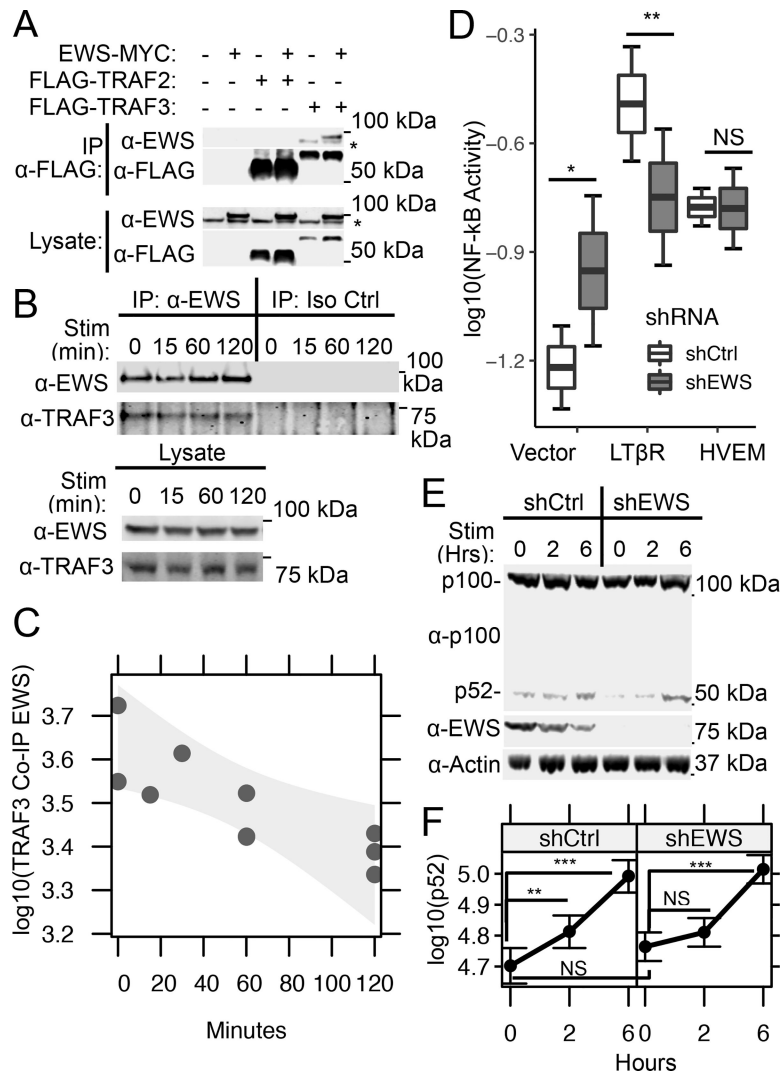 A
EWS-MYC: - + - + - +
FLAG-TRAF2: - - + + - -
FLAG-TRAF3: - - - - + +
100 kDa
IP
α-FLAG:
α-EWS
*
α-FLAG
50 kDa
100 kDa
Lysate:
α-EWS
*
α-FLAG
50 kDa
B
IP: α-EWS IP: Iso Ctrl
Stim
(min):
0 15 60 120 0 15 60 120
α-EWS
100
kDa
α-TRAF3
75
kDa
Lysate
Stim
(min):
0 15 60 120
100 kDa
α-EWS
α-TRAF3
75 kDa
C
log10(TRAF3 Co-IP EWS)
3.7
3.6
3.5
3.4
3.3
3.2
0 20 40 60 80 100 120
Minutes
D
log10(NF-kB Activity)
−0.3
−0.6
−0.9
−1.2
*
**
NS
shRNA
shCtrl
shEWS
Vector LTβR HVEM
E
shCtrl shEWS
Stim
(Hrs):
0 2 6 0 2 6
p100-
100 kDa
α-p100
p52-
50 kDa
α-EWS
75 kDa
α-Actin
37 kDa
F
shCtrl shEWS
log10(p52)
5.0
4.9
4.8
4.7
***
**
NS
***
NS
0 2 6 0 2 6
Hours